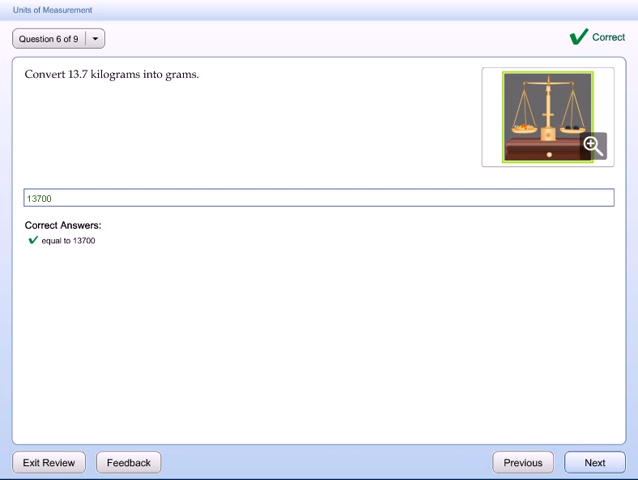 Units of Measurement
Question 6 of 9
Correct
Convert 13.7 kilograms into grams.
13700
Correct Answers:
equal to 13700
Exit Review
Feedback
Previous
Next